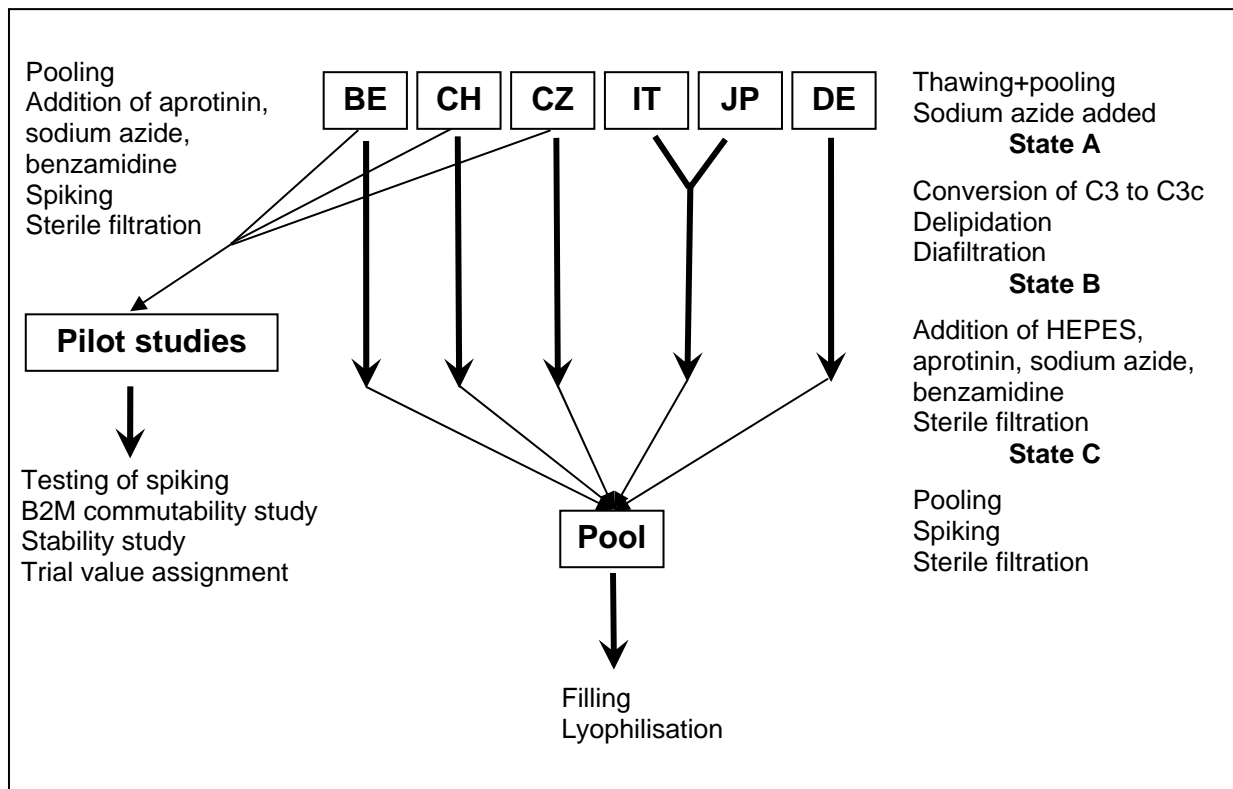 Pooling
Addition of aprotinin,
sodium azide,
benzamidine
Spiking
Sterile filtration
BE CH CZ IT JP DE
Thawing+pooling
Sodium azide added
State A
Conversion of C3 to C3c
Delipidation
Diafiltration
State B
Addition of HEPES,
aprotinin, sodium azide,
benzamidine
Sterile filtration
State C
Pooling
Spiking
Sterile filtration
Pilot studies
Testing of spiking
B2M commutability study
Stability study
Trial value assignment
Pool
Filling
Lyophilisation